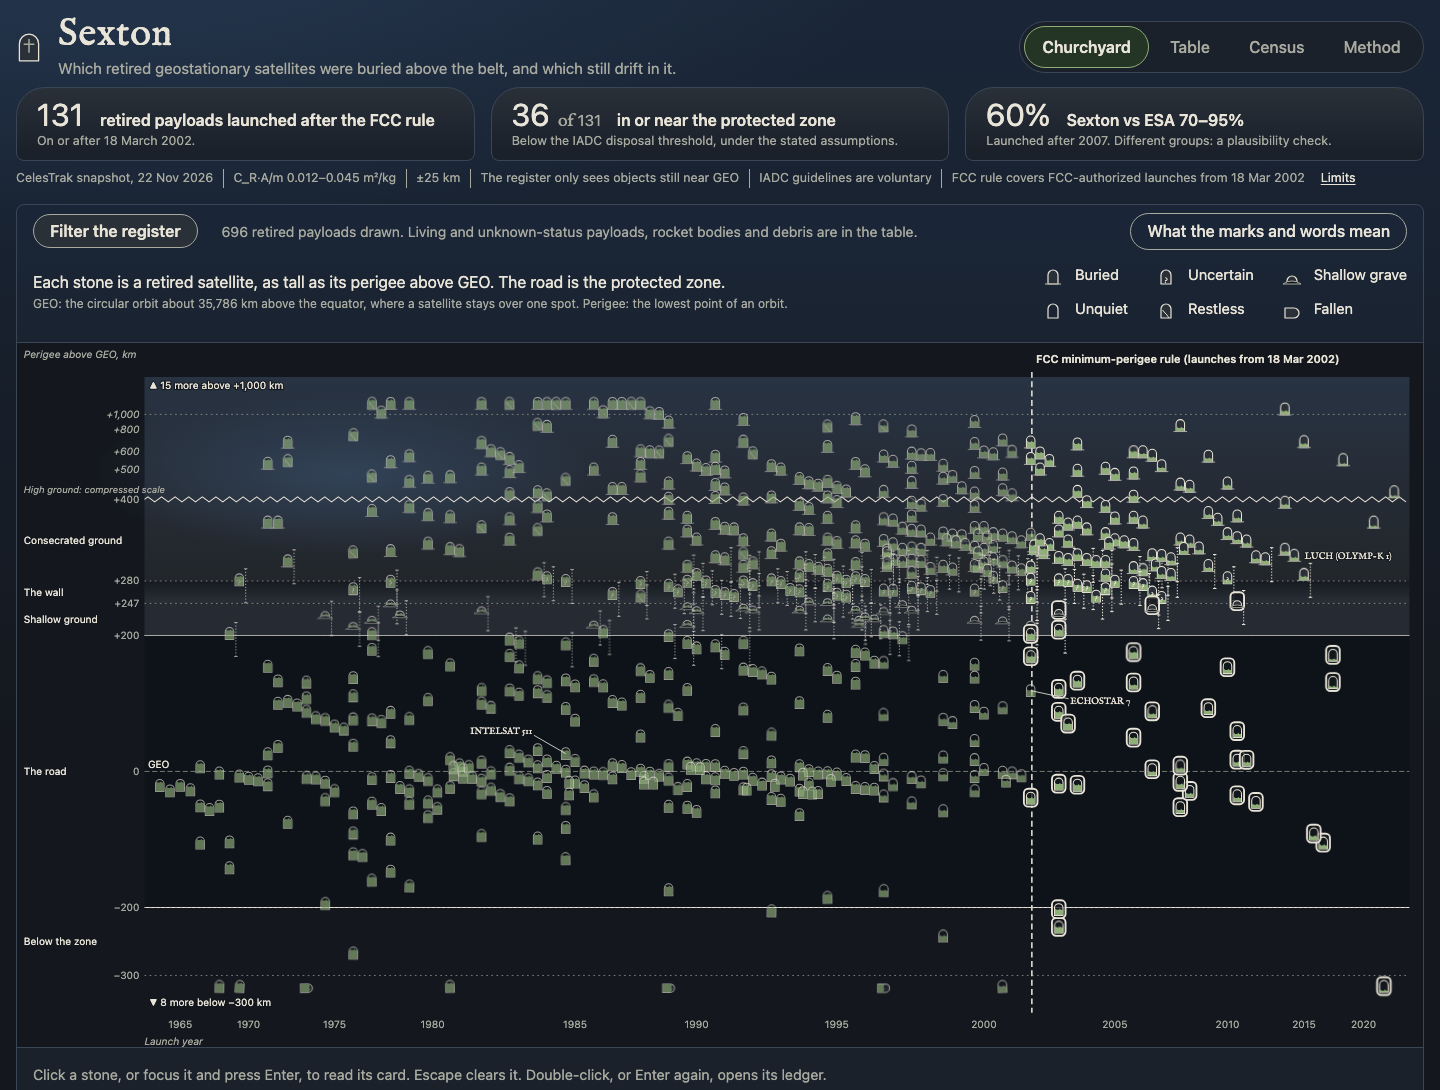 Sexton
Which retired geostationary satellites were buried above the belt, and which still drift in it.
Churchyard
Table
Census
Method
131 retired payloads launched after the FCC rule
On or after 18 March 2002.
36 of 131 in or near the protected zone
Below the IADC disposal threshold, under the stated assumptions.
60% Sexton vs ESA 70–95%
Launched after 2007. Different groups: a plausibility check.
CelesTrak snapshot, 22 Nov 2026
C_R·A/m 0.012–0.045 m²/kg
±25 km
The register only sees objects still near GEO
IADC guidelines are voluntary
FCC rule covers FCC-authorized launches from 18 Mar 2002
Limits
Filter the register
696 retired payloads drawn. Living and unknown-status payloads, rocket bodies and debris are in the table.
What the marks and words mean
Each stone is a retired satellite, as tall as its perigee above GEO. The road is the protected zone.
GEO: the circular orbit about 35,786 km above the equator, where a satellite stays over one spot. Perigee: the lowest point of an orbit.
Buried
Uncertain
Shallow grave
Unquiet
Restless
Fallen
Perigee above GEO, km
FCC minimum-perigee rule (launches from 18 Mar 2002)
▲ 15 more above +1,000 km
+1,000
+800
+600
+500
High ground: compressed scale
+400
Consecrated ground
LUCH (OLYMP-K 1)
+280
The wall
+247
Shallow ground
+200
ECHOSTAR 7
INTELSAT 511
GEO
The road
0
−200
Below the zone
−300
▼ 8 more below −300 km
1965
1970
1975
1980
1985
1990
1995
2000
2005
2010
2015
2020
Launch year
Click a stone, or focus it and press Enter, to read its card. Escape clears it. Double-click, or Enter again, opens its ledger.